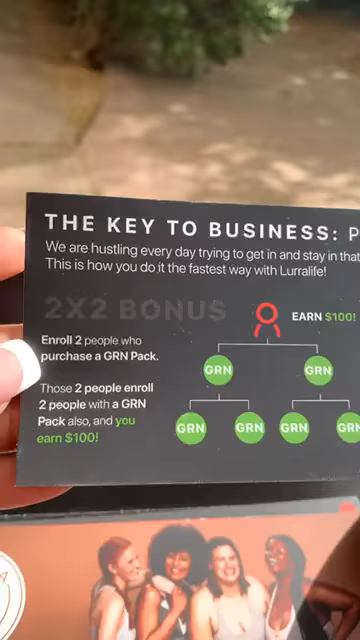 THE KEY TO BUSINESS: P
We are hustling every day trying to get in and stay in that
This is how you do it the fastest way with Lurralife!
2X2 BONUS
EARN $100!
Enroll 2 people who
purchase a GRN Pack.
GRN GRN
Those 2 people enroll
2 people with a GRN
Pack also, and you
earn $100!
GRN GRN GRN GRN